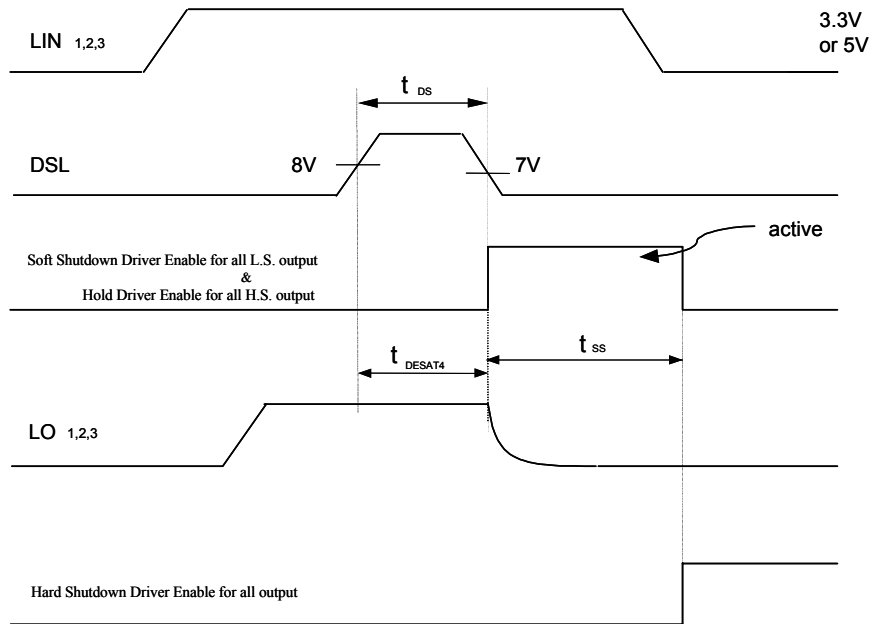 LIN 1,2,3
3.3V
or 5V
t DS
DSL
8V
7V
active
Soft Shutdown Driver Enable for all L.S. output
&
Hold Driver Enable for all H.S. output
t DESAT4
t SS
LO 1,2,3
Hard Shutdown Driver Enable for all output